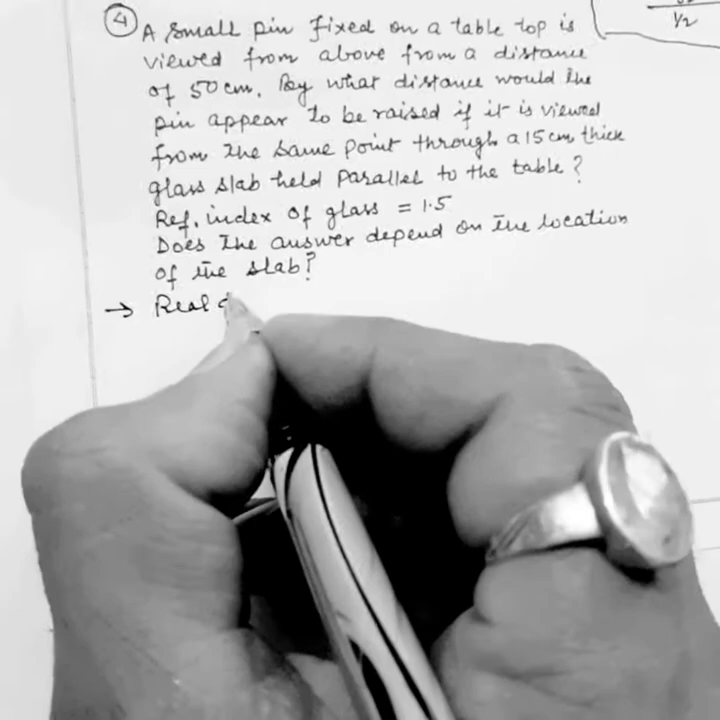 ④ A small pin fixed on a table top is
viewed from above from a distance
of 50 cm. By what distance would the
pin appear to be raised if it is viewed
from the same point through a 15 cm thick
glass slab held parallel to the table?
Ref. index of glass = 1.5
Does the answer depend on the location
of the slab?
→ Real
1/2